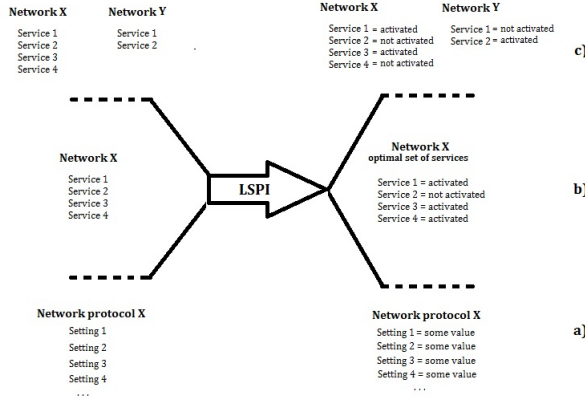 Network X
Service 1
Service 2
Service 3
Service 4
Network Y
Service 1
Service 2
Network X
Service 1 = activated
Service 2 = not activated
Service 3 = activated
Service 4 = not activated
Network Y
Service 1 = not activated
Service 2 = activated
c)
Network X
Service 1
Service 2
Service 3
Service 4
LSPI
Network X
optimal set of services
Service 1 = activated
Service 2 = not activated
Service 3 = activated
Service 4 = activated
b)
Network protocol X
Setting 1
Setting 2
Setting 3
Setting 4
...
Network protocol X
Setting 1 = some value
Setting 2 = some value
Setting 3 = some value
Setting 4 = some value
...
a)